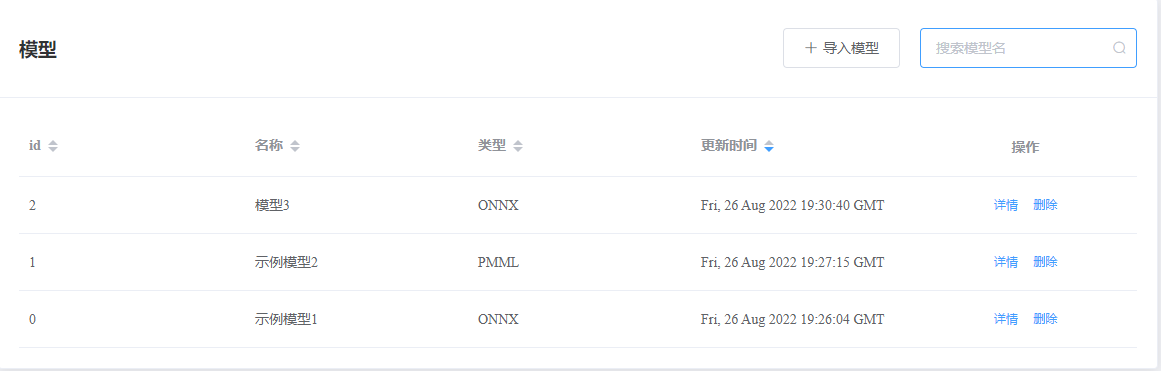 模型
导入模型
搜索模型名
id 名称 类型 更新时间 操作
2 模型3 ONNX Fri, 26 Aug 2022 19:30:40 GMT 详情 删除
1 示例模型2 PMML Fri, 26 Aug 2022 19:27:15 GMT 详情 删除
0 示例模型1 ONNX Fri, 26 Aug 2022 19:26:04 GMT 详情 删除